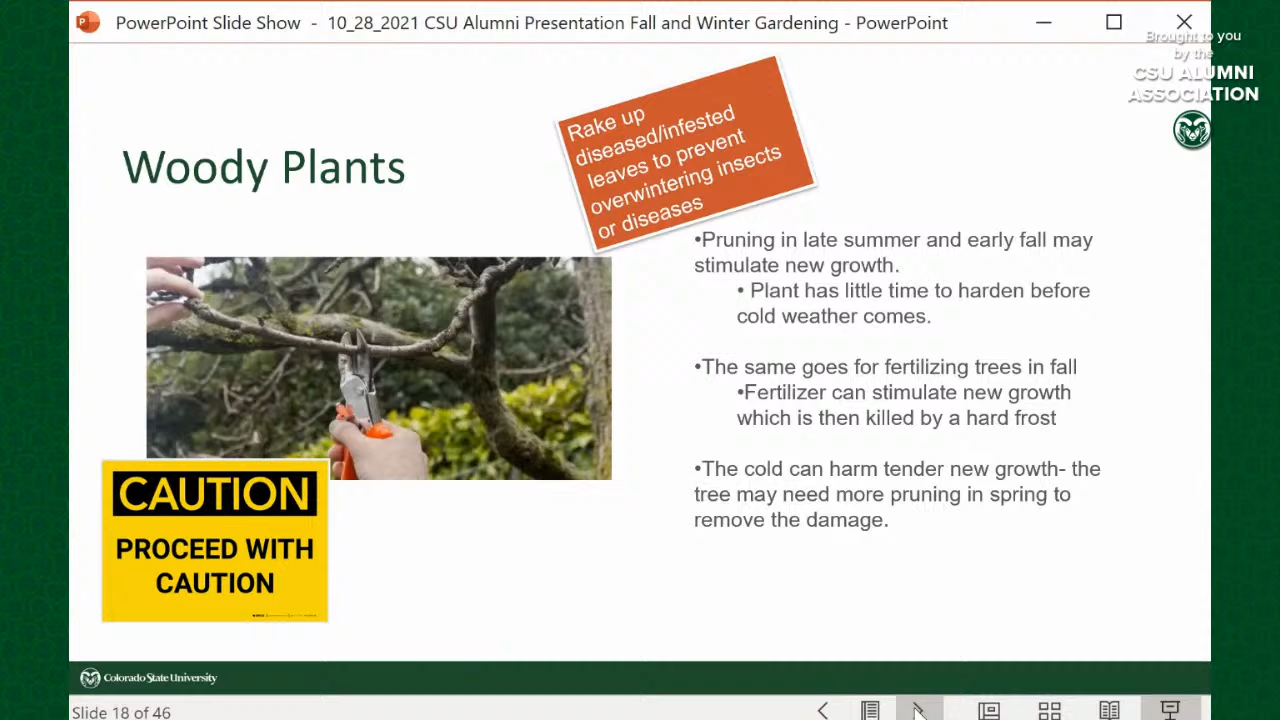 PowerPoint Slide Show - 10_28_2021 CSU Alumni Presentation Fall and Winter Gardening - PowerPoint
Brought to you
by the
CSU ALUMNI
ASSOCIATION
Rake up
diseased/infested
leaves to prevent
overwintering insects
or diseases
Woody Plants
•Pruning in late summer and early fall may
stimulate new growth.
• Plant has little time to harden before
cold weather comes.
•The same goes for fertilizing trees in fall
•Fertilizer can stimulate new growth
which is then killed by a hard frost
•The cold can harm tender new growth- the
tree may need more pruning in spring to
remove the damage.
CAUTION
PROCEED WITH
CAUTION
Colorado State University
Slide 18 of 46